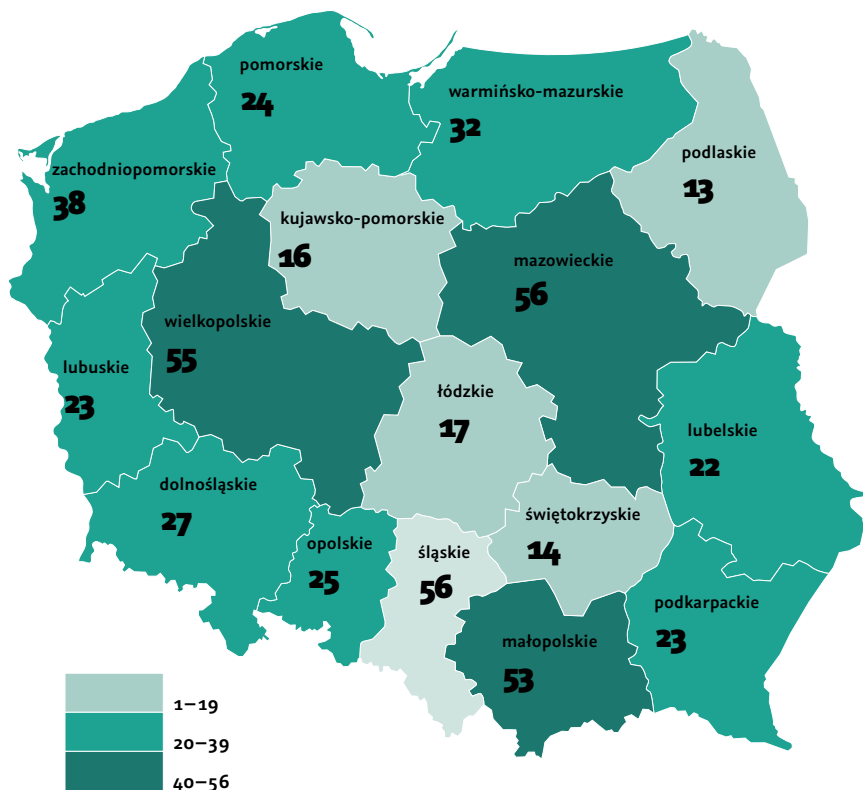 pomorskie
24
warmińsko-mazurskie
32
podlaskie
13
zachodniopomorskie
38
kujawsko-pomorskie
16
mazowieckie
56
wielkopolskie
55
lubuskie
23
łódzkie
17
lubelskie
22
dolnośląskie
27
opolskie
25
śląskie
56
świętokrzyskie
14
podkarpackie
23
małopolskie
53
1–19
20–39
40–56